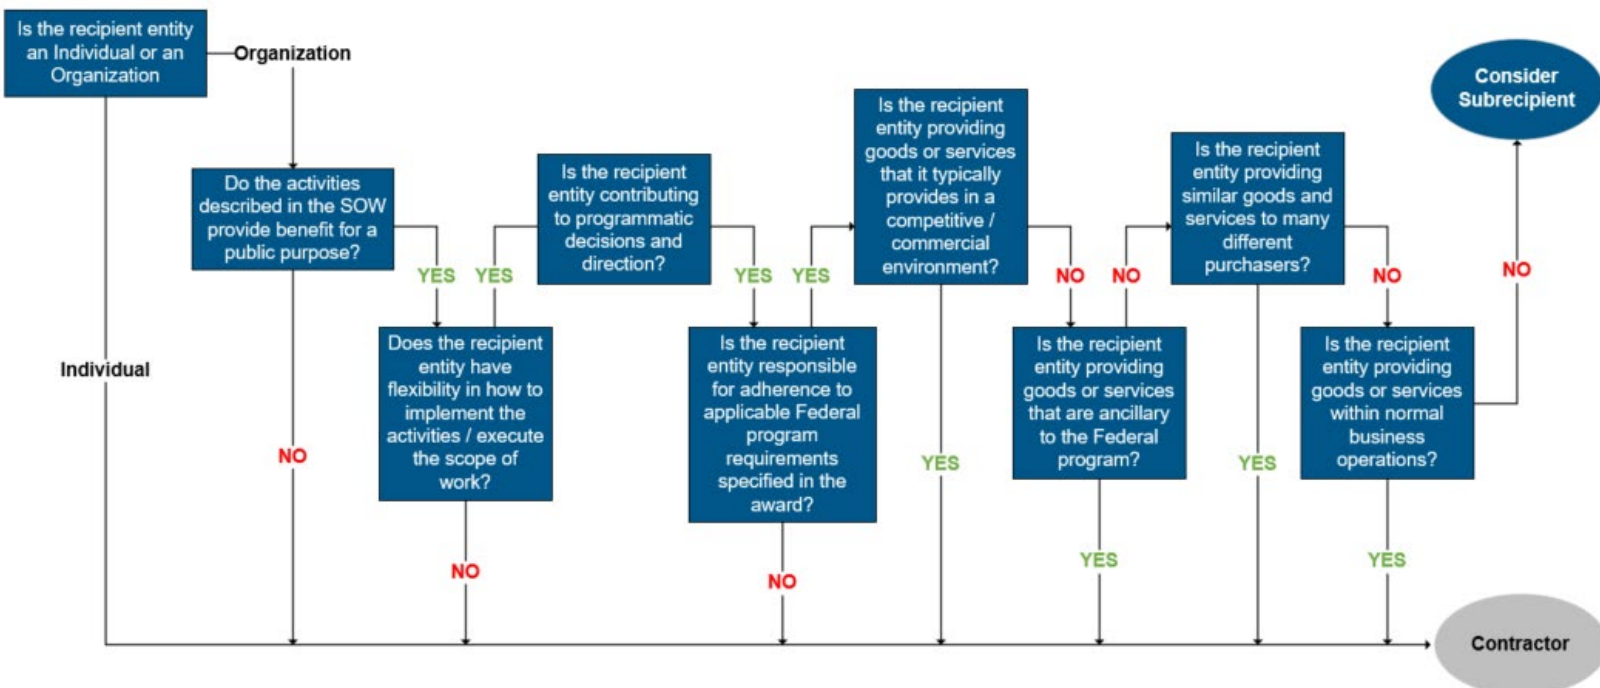 Is the recipient entity
an Individual or an
Organization
Organization
Individual
Do the activities
described in the SOW
provide benefit for a
public purpose?
YES
NO
Does the recipient
entity have
flexibility in how to
implement the
activities / execute
the scope of
work?
YES
NO
Is the recipient
entity contributing
to programmatic
decisions and
direction?
YES
Is the recipient
entity responsible
for adherence to
applicable Federal
program
requirements
specified in the
award?
YES
NO
Is the recipient
entity providing
goods or services
that it typically
provides in a
competitive /
commercial
environment?
NO
YES
Is the recipient
entity providing
goods or services
that are ancillary
to the Federal
program?
NO
YES
Is the recipient
entity providing
similar goods and
services to many
different
purchasers?
NO
YES
Is the recipient
entity providing
goods or services
within normal
business
operations?
NO
YES
Consider
Subrecipient
Contractor